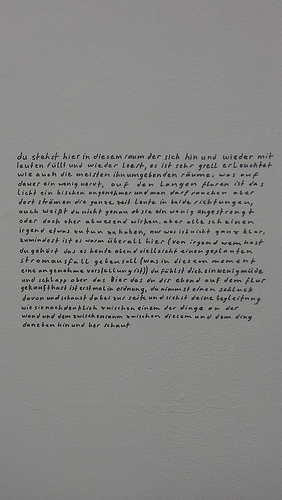 du stehst hier in diesem raum der sich hin und wieder mit
leuten füllt und wieder leert, es ist sehr grell erleuchtet
wie auch die meisten ihn umgebenden räume, was auf
dauer ein wenig nervt, auf den langen fluren ist das
licht ein bischen angenehmer und man darf rauchen aber
dort strömen die ganze zeit leute in beide richtungen,
auch weißt du nicht genau ob sie ein wenig angestrengt
oder doch eher abwesend wirken. aber alle scheinen
irgend etwas zu tun zu haben, nur was ist nicht ganz klar,
zumindest ist es warm überall hier (von irgend wem hast
du gehört das es heute abend vielleicht einen geplanten
stromausfall geben soll (was in diesem moment
eine angenehme vorstellung ist)) du fühlst dich ein wenig müde
und schlapp aber das bier das du dir eben auf dem flur
gekauft hast ist erstmal in ordnung, du nimmst einen schluck
davon und schaust dabei zur seite und siehst deine begleitung
wie sie nachdenklich zwischen einem der dinge an der
wand und dem zwischenraum zwischen diesem und dem ding
daneben hin und her schaut